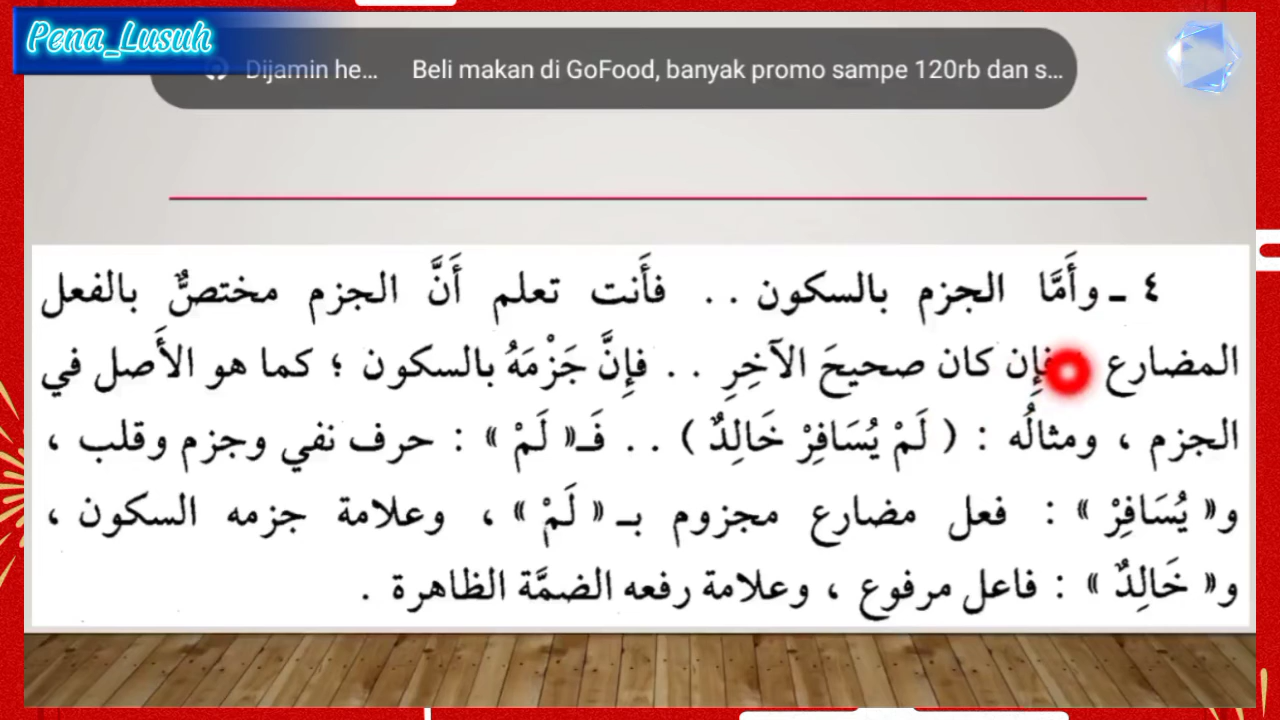 Pena_Lusuh
Dijamin he... Beli makan di GoFood, banyak promo sampe 120rb dan s...
٤ ـ وأَمَّا الجزم بالسكون . . فأَنت تعلم أَنَّ الجزم مختصٌّ بالفعل
المضارع فإِن كان صحيحَ الآخِرِ . . فإِنَّ جَزْمَهُ بالسكون ؛ كما هو الأَصل في
الجزم ، ومثالُه : ( لَمْ يُسَافِرْ خَالِدٌ ) . . فَـ« لَمْ » : حرف نفي وجزم وقلب ،
و« يُسَافِرْ » : فعل مضارع مجزوم بـ « لَمْ » ، وعلامة جزمه السكون ،
و« خَالِدٌ » : فاعل مرفوع ، وعلامة رفعه الضمَّة الظاهرة .